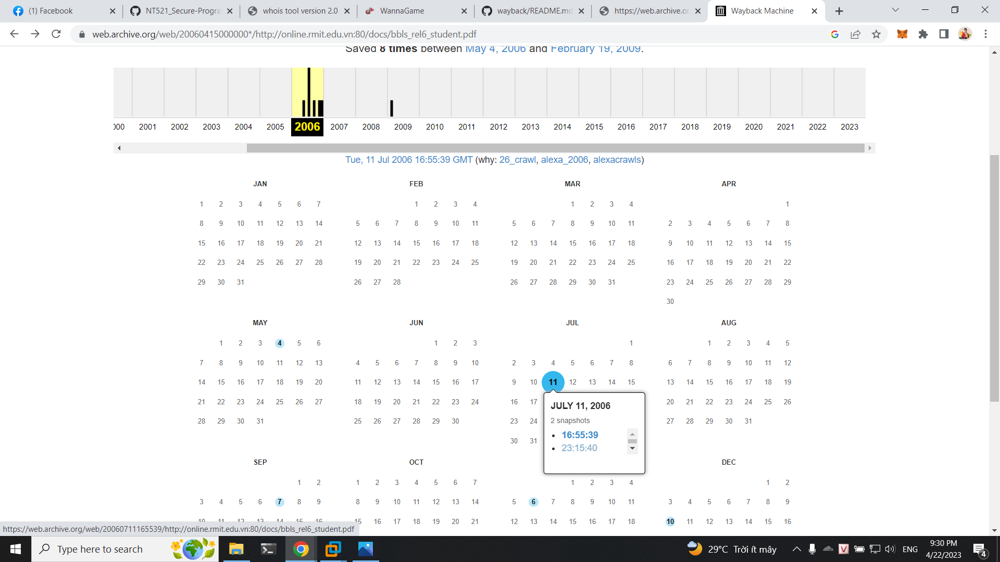 (1) Facebook
NT521_Secure-Progra
whois tool version 2.0
WannaGame
wayback/README.md
https://web.archive.or
Wayback Machine
web.archive.org/web/20060415000000*/http://online.rmit.edu.vn:80/docs/bbls_rel6_student.pdf
Saved 8 times between May 4, 2006 and February 19, 2009.
000 2001 2002 2003 2004 2005 2006 2007 2008 2009 2010 2011 2012 2013 2014 2015 2016 2017 2018 2019 2020 2021 2022 2023
Tue, 11 Jul 2006 16:55:39 GMT (why: 26_crawl, alexa_2006, alexacrawls)
JAN
1 2 3 4 5 6 7
8 9 10 11 12 13 14
15 16 17 18 19 20 21
22 23 24 25 26 27 28
29 30 31
FEB
1 2 3 4
5 6 7 8 9 10 11
12 13 14 15 16 17 18
19 20 21 22 23 24 25
26 27 28
MAR
1 2 3 4
5 6 7 8 9 10 11
12 13 14 15 16 17 18
19 20 21 22 23 24 25
26 27 28 29 30 31
APR
1
2 3 4 5 6 7 8
9 10 11 12 13 14 15
16 17 18 19 20 21 22
23 24 25 26 27 28 29
30
MAY
1 2 3 4 5 6
7 8 9 10 11 12 13
14 15 16 17 18 19 20
21 22 23 24 25 26 27
28 29 30 31
JUN
1 2 3
4 5 6 7 8 9 10
11 12 13 14 15 16 17
18 19 20 21 22 23 24
25 26 27 28 29 30
JUL
1
2 3 4 5 6 7 8
9 10 11 12 13 14 15
16 17
23 24
30 31
JULY 11, 2006
2 snapshots
16:55:39
23:15:40
AUG
1 2 3 4 5
6 7 8 9 10 11 12
13 14 15 16 17 18 19
20 21 22 23 24 25 26
27 28 29 30 31
SEP
1 2
3 4 5 6 7 8 9
10 11 12 13 14 15 16
OCT
1 2 3 4 5 6 7
8 9 10 11 12 13 14
15 16 17 18 19 20 21
1 2 3 4
5 6 7 8 9 10 11
12 13 14 15 16 17 18
DEC
1 2
3 4 5 6 7 8 9
10 11 12 13 14 15 16
https://web.archive.org/web/20060711165539/http://online.rmit.edu.vn:80/docs/bbls_rel6_student.pdf
Type here to search
29°C Trời ít mây
V
ENG
9:30 PM
4/22/2023
4